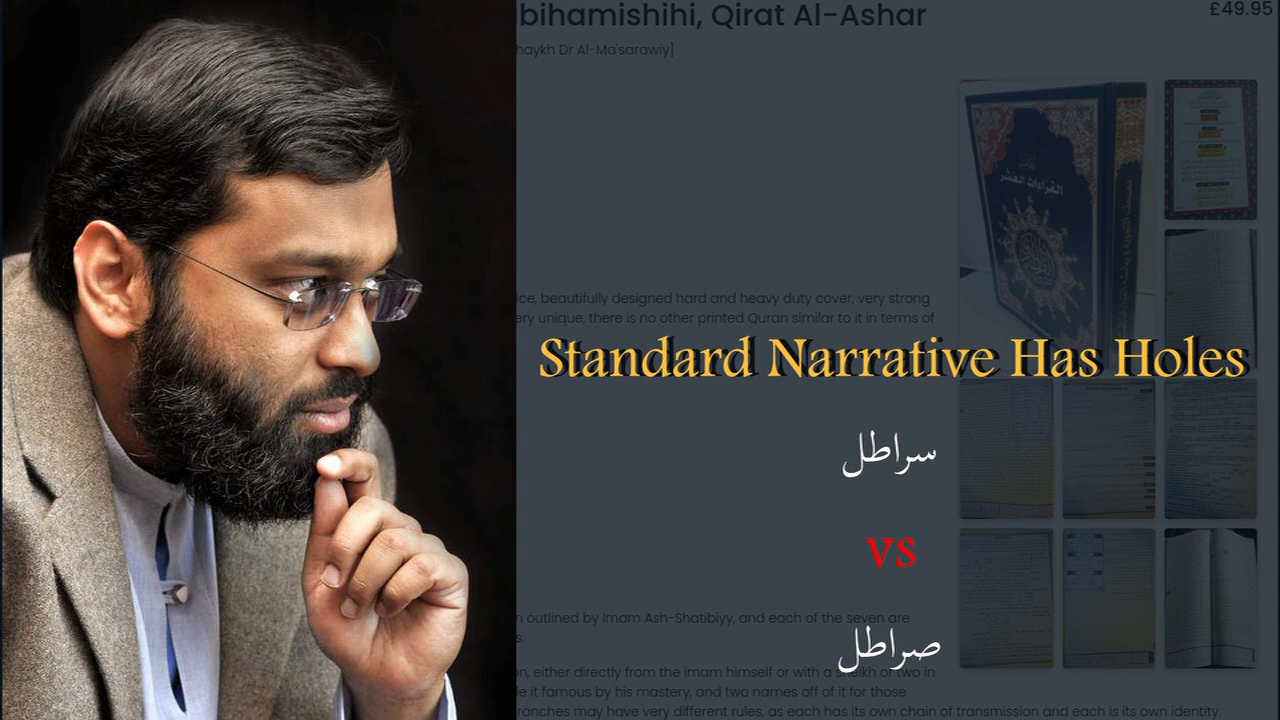 bihamishihi, Qirat Al-Ashar
£49.95
haykh Dr Al-Ma'sarawiy]
القراءات العشر
ce, beautifully designed hard and heavy duty cover, very strong
ery unique, there is no other printed Quran similar to it in terms of
Standard Narrative Has Holes
سراطل
vs
صراطل
n outlined by Imam Ash-Shatibiyy, and each of the seven are
s.
on, either directly from the imam himself or with a sheikh or two in
le it famous by his mastery, and two names off of it for those
ranches may have very different rules, as each has its own chain of transmission and each is its own identity.